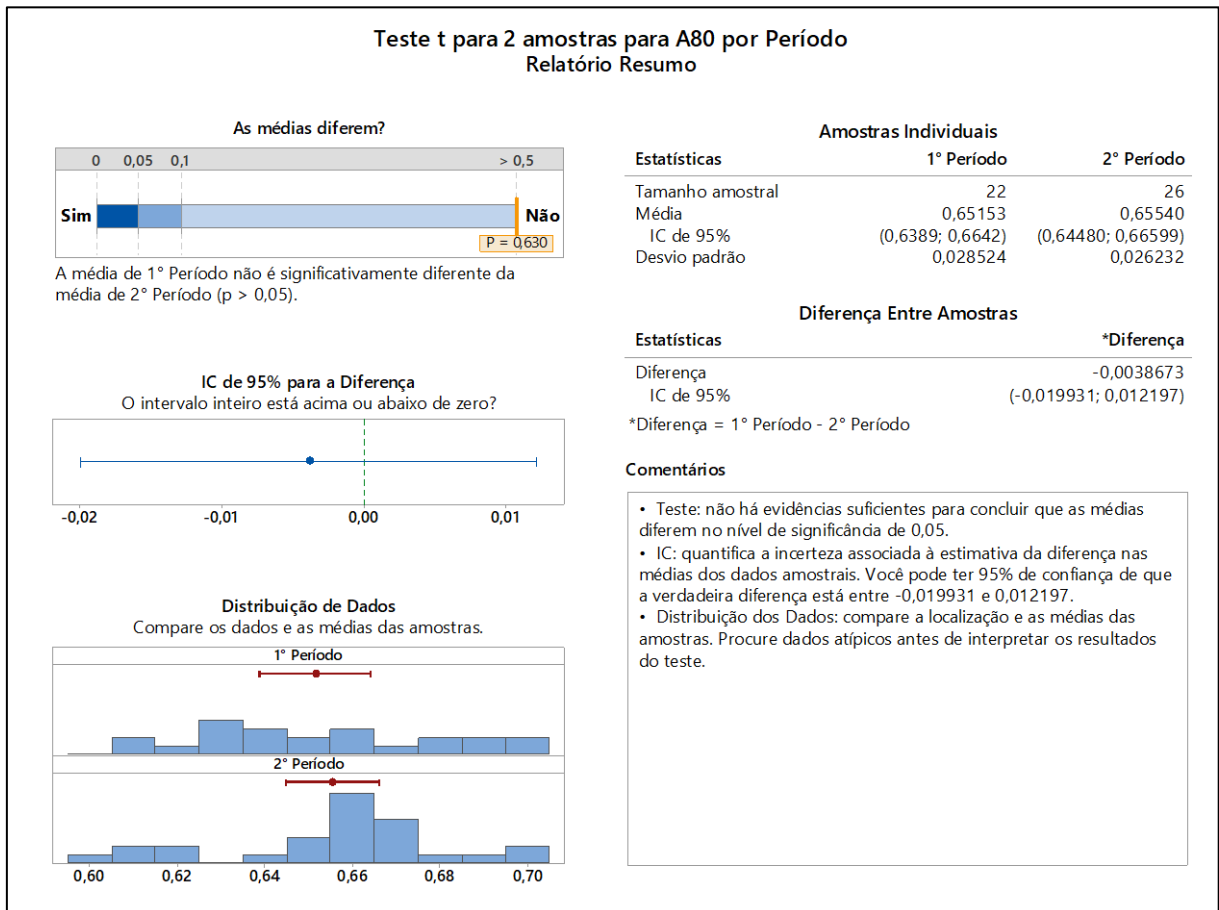 Teste t para 2 amostras para A80 por Período
Relatório Resumo
As médias diferem?
0 0,05 0,1 > 0,5
Sim Não
P = 0,630
A média de 1° Período não é significativamente diferente da
média de 2° Período (p > 0,05).
IC de 95% para a Diferença
O intervalo inteiro está acima ou abaixo de zero?
-0,02 -0,01 0,00 0,01
Distribuição de Dados
Compare os dados e as médias das amostras.
1° Período
2° Período
0,60 0,62 0,64 0,66 0,68 0,70
Amostras Individuais
Estatísticas 1° Período 2° Período
Tamanho amostral 22 26
Média 0,65153 0,65540
IC de 95% (0,6389; 0,6642) (0,64480; 0,66599)
Desvio padrão 0,028524 0,026232
Diferença Entre Amostras
Estatísticas *Diferença
Diferença -0,0038673
IC de 95% (-0,019931; 0,012197)
*Diferença = 1° Período - 2° Período
Comentários
• Teste: não há evidências suficientes para concluir que as médias
diferem no nível de significância de 0,05.
• IC: quantifica a incerteza associada à estimativa da diferença nas
médias dos dados amostrais. Você pode ter 95% de confiança de que
a verdadeira diferença está entre -0,019931 e 0,012197.
• Distribuição dos Dados: compare a localização e as médias das
amostras. Procure dados atípicos antes de interpretar os resultados
do teste.